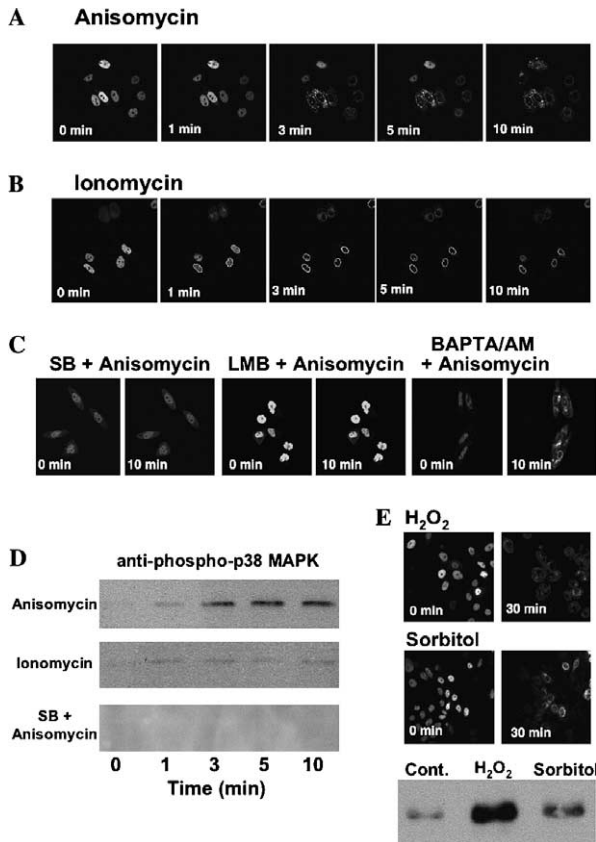 A Anisomycin
0 min 1 min 3 min 5 min 10 min
B Ionomycin
0 min 1 min 3 min 5 min 10 min
C SB + Anisomycin LMB + Anisomycin BAPTA/AM + Anisomycin
0 min 10 min 0 min 10 min 0 min 10 min
D anti-phospho-p38 MAPK
Anisomycin
Ionomycin
SB +
Anisomycin
0 1 3 5 10
Time (min)
E H₂O₂
0 min 30 min
Sorbitol
0 min 30 min
Cont. H₂O₂ Sorbitol